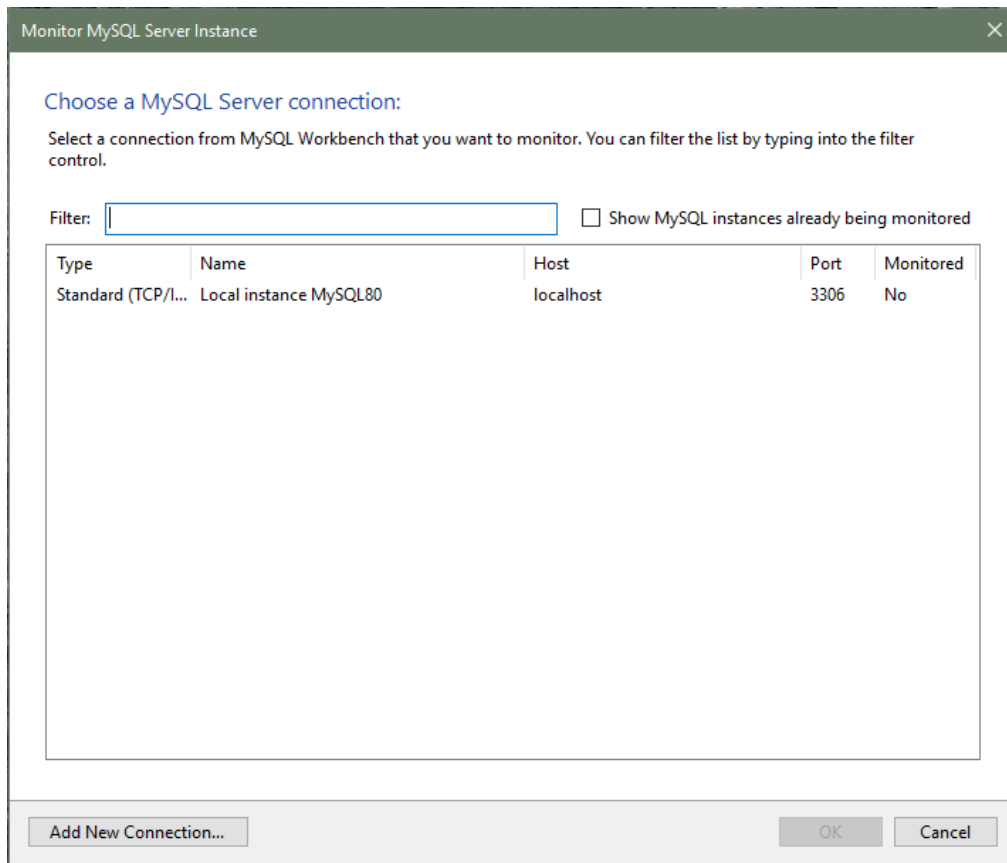 Monitor MySQL Server Instance
Choose a MySQL Server connection:
Select a connection from MySQL Workbench that you want to monitor. You can filter the list by typing into the filter
control.
Filter: Show MySQL instances already being monitored
Type Name Host Port Monitored
Standard (TCP/I... Local instance MySQL80 localhost 3306 No
Add New Connection... OK Cancel